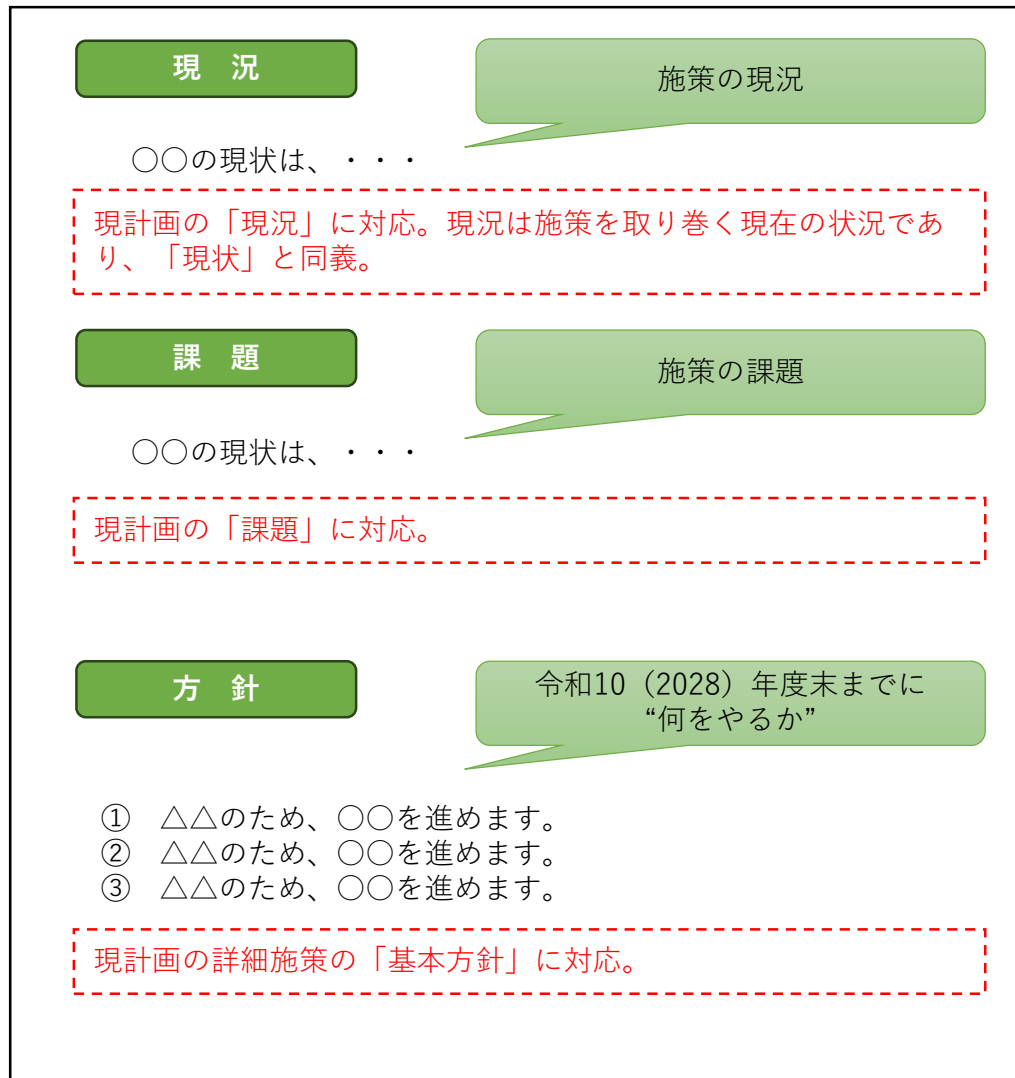 現　況
施策の現況
○○の現状は、・・・
現計画の「現況」に対応。現況は施策を取り巻く現在の状況であ
り、「現状」と同義。
課　題
施策の課題
○○の現状は、・・・
現計画の「課題」に対応。
方　針
令和10（2028）年度末までに
“何をやるか”
①　△△のため、○○を進めます。
②　△△のため、○○を進めます。
③　△△のため、○○を進めます。
現計画の詳細施策の「基本方針」に対応。